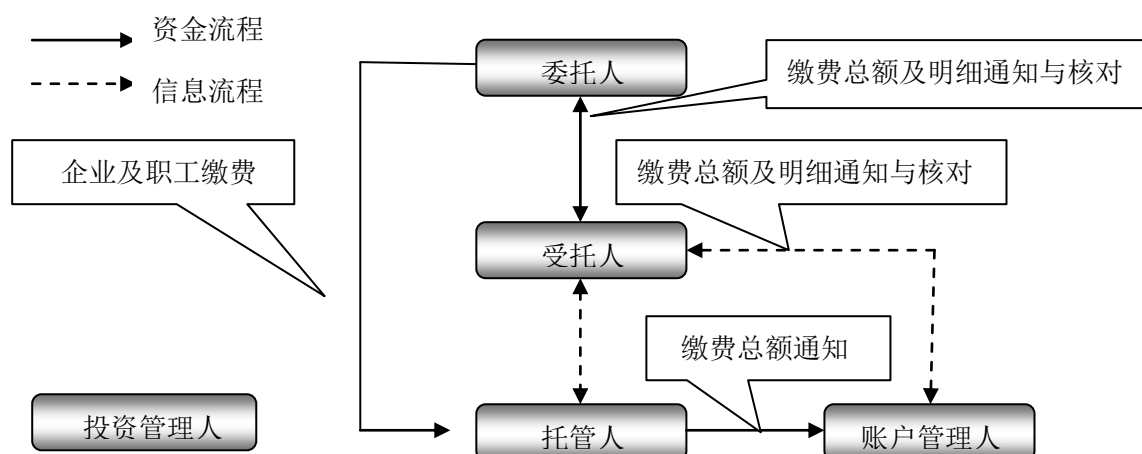 资金流程
信息流程
委托人
缴费总额及明细通知与核对
企业及职工缴费
缴费总额及明细通知与核对
受托人
缴费总额通知
投资管理人
托管人
账户管理人